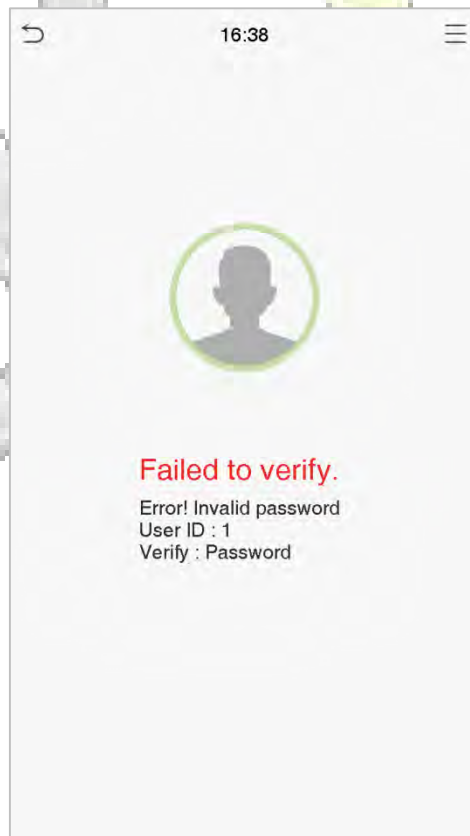 16:38
Failed to verify.
Error! Invalid password
User ID : 1
Verify : Password